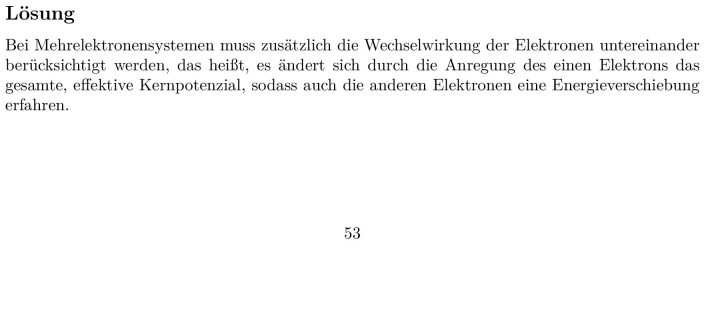 Lösung
Bei Mehrelektronensystemen muss zusätzlich die Wechselwirkung der Elektronen untereinander
berücksichtigt werden, das heißt, es ändert sich durch die Anregung des einen Elektrons das
gesamte, effektive Kernpotenzial, sodass auch die anderen Elektronen eine Energieverschiebung
erfahren.
53